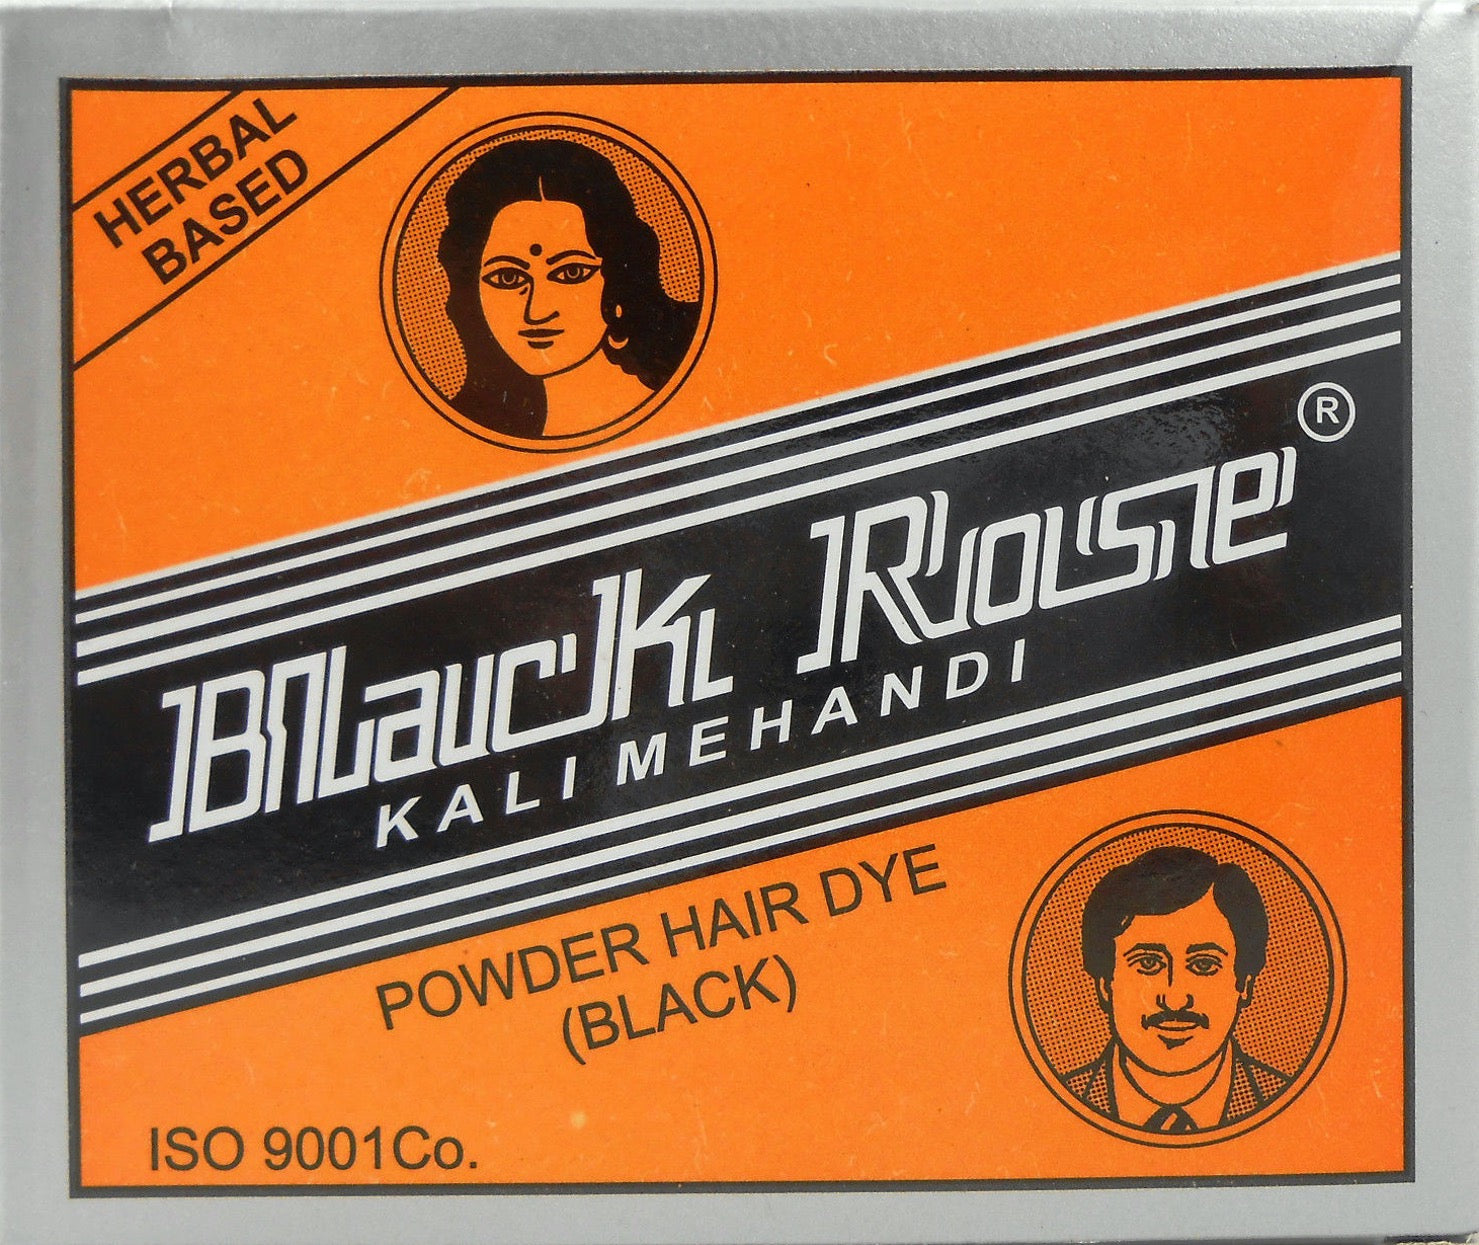 HERBAL
BASED
Black Rose ®
KALI MEHANDI
POWDER HAIR DYE
(BLACK)
ISO 9001Co.